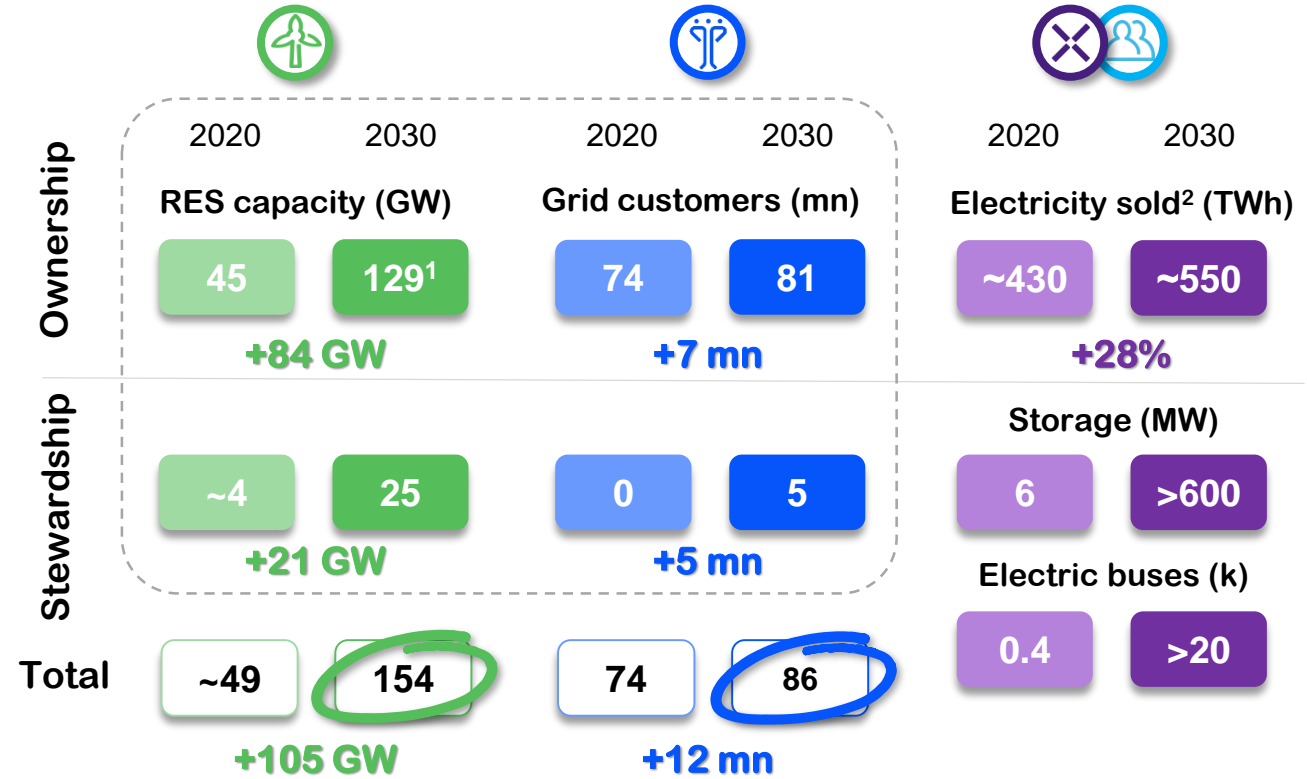 2020 2030 2020 2030 2020 2030
Ownership
RES capacity (GW) Grid customers (mn) Electricity sold² (TWh)
45 129¹ 74 81 ~430 ~550
+84 GW +7 mn +28%
Stewardship
Storage (MW)
~4 25 0 5 6 >600
+21 GW +5 mn
Electric buses (k)
0.4 >20
Total ~49 154 74 86
+105 GW +12 mn